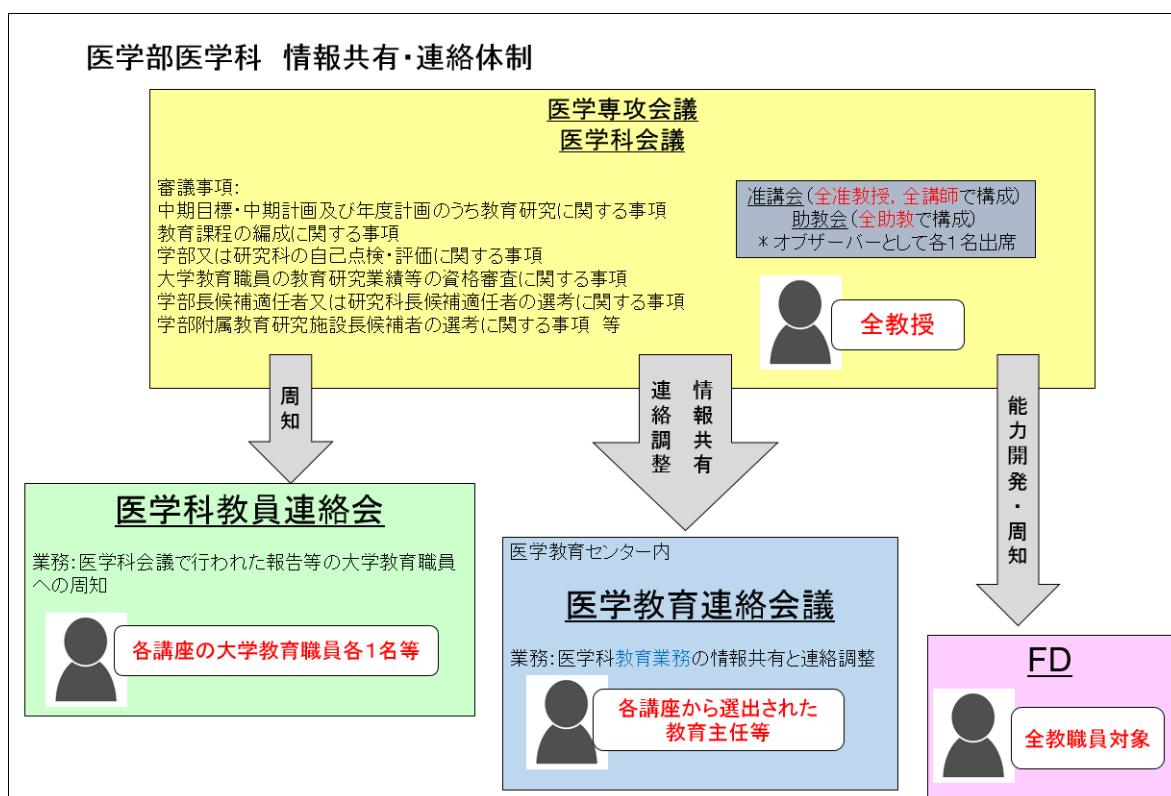 医学部医学科 情報共有・連絡体制
医学専攻会議
医学科会議
審議事項:
中期目標・中期計画及び年度計画のうち教育研究に関する事項
教育課程の編成に関する事項
学部又は研究科の自己点検・評価に関する事項
大学教育職員の教育研究業績等の資格審査に関する事項
学部長候補適任者又は研究科長候補適任者の選考に関する事項
学部附属教育研究施設長候補者の選考に関する事項 等
准講会(全准教授, 全講師で構成)
助教会(全助教で構成)
*オブザーバーとして各1名出席
全教授
周知
情報共有
連絡調整
能力開発・周知
医学科教員連絡会
業務:医学科会議で行われた報告等の大学教育職員
への周知
各講座の大学教育職員各1名等
医学教育センター内
医学教育連絡会議
業務:医学科教育業務の情報共有と連絡調整
各講座から選出された
教育主任等
FD
全教職員対象